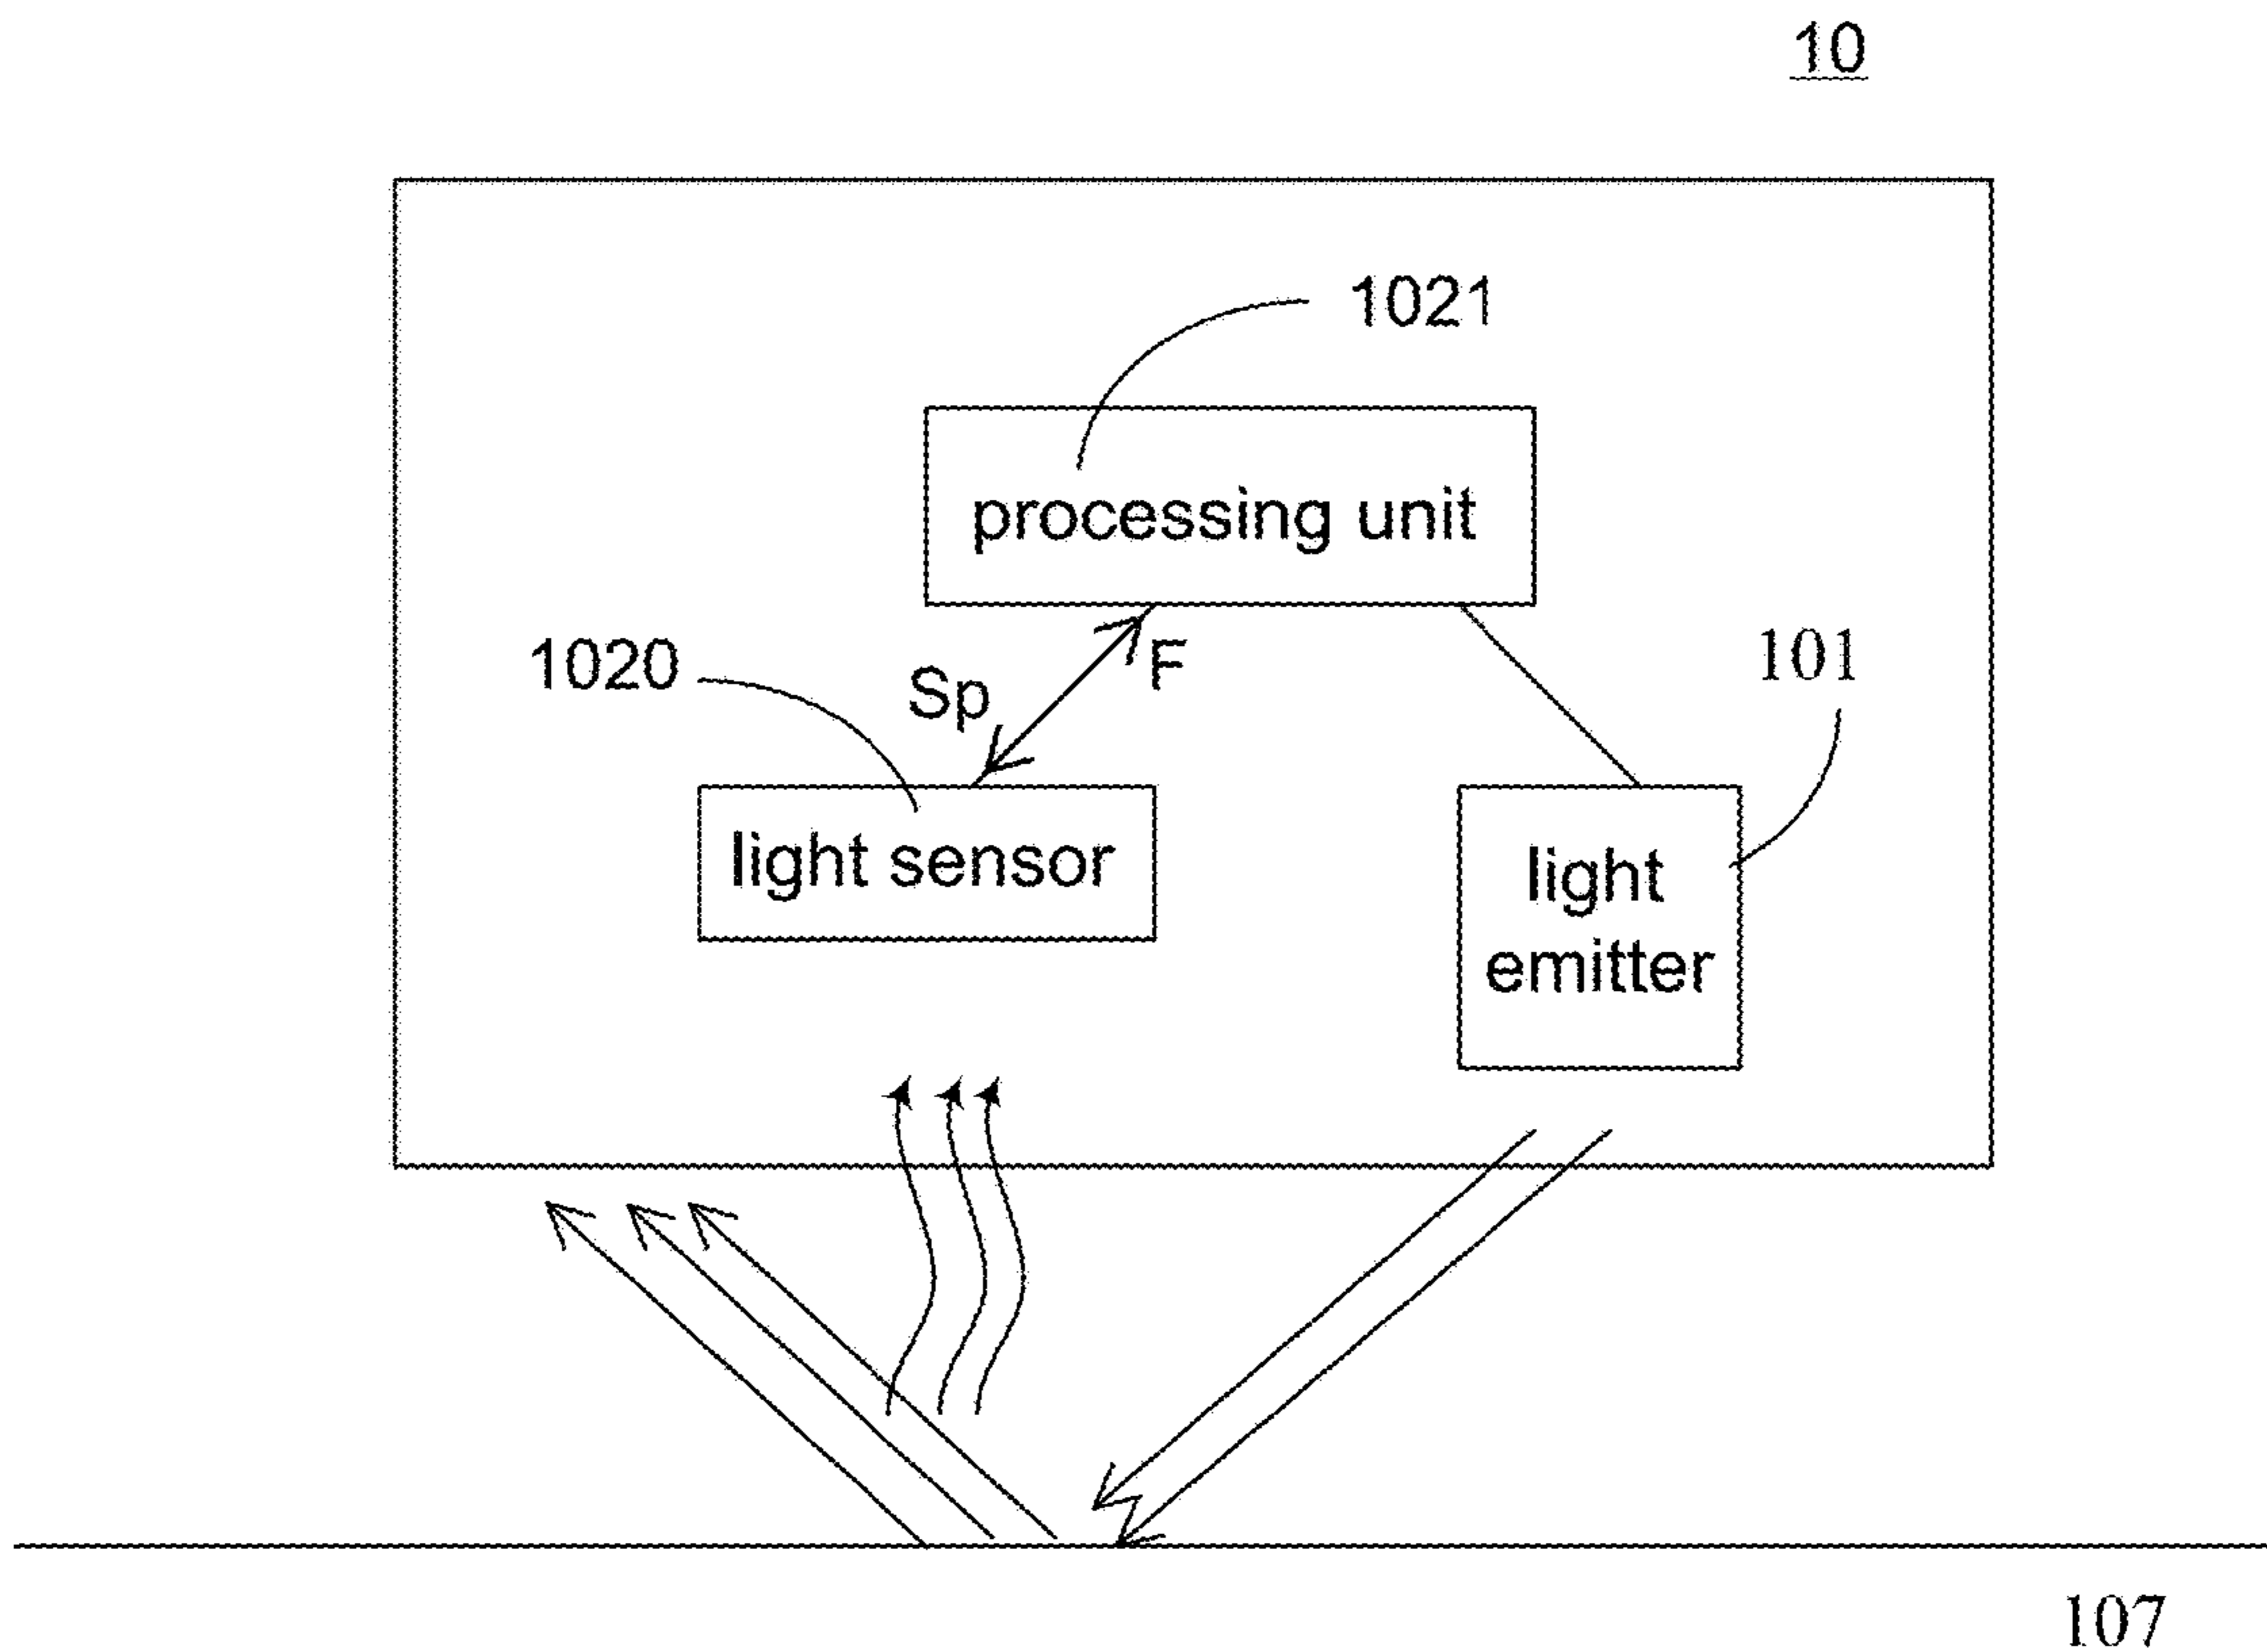 10
1021
processing unit
1020
Sp
F
101
light sensor
light
emitter
107